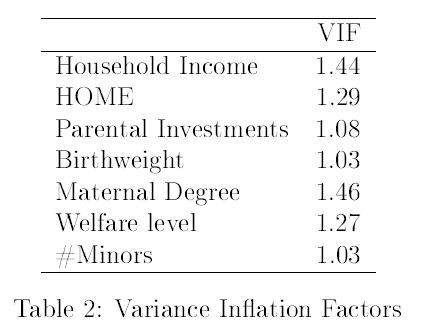 VIF
Household Income 1.44
HOME 1.29
Parental Investments 1.08
Birthweight 1.03
Maternal Degree 1.46
Welfare level 1.27
#Minors 1.03
Table 2: Variance Inflation Factors